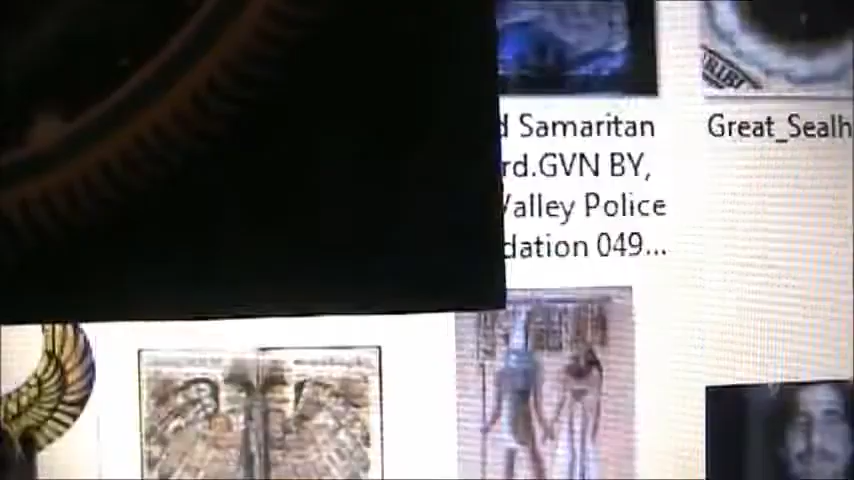 Samaritan
Great_Sealh
rd.GVN BY,
Valley Police
dation 049...